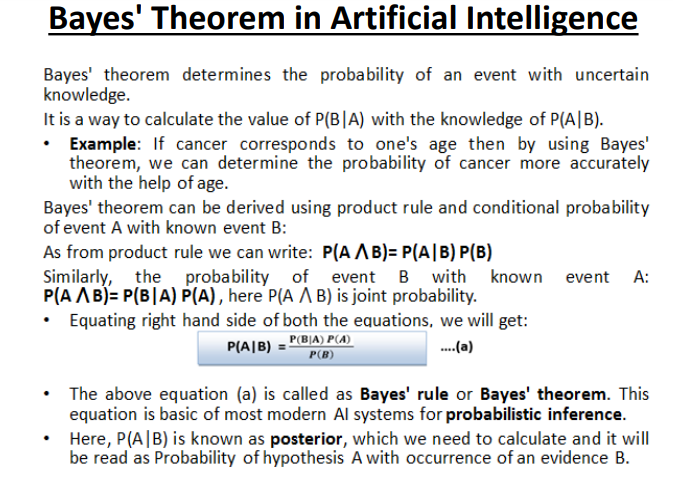 Bayes' Theorem in Artificial Intelligence
Bayes' theorem determines the probability of an event with uncertain
knowledge.
It is a way to calculate the value of P(B|A) with the knowledge of P(A|B).
• Example: If cancer corresponds to one's age then by using Bayes'
theorem, we can determine the probability of cancer more accurately
with the help of age.
Bayes' theorem can be derived using product rule and conditional probability
of event A with known event B:
As from product rule we can write: P(A ⋀ B)= P(A|B) P(B)
Similarly, the probability of event B with known event A:
P(A ⋀ B)= P(B|A) P(A), here P(A ⋀ B) is joint probability.
• Equating right hand side of both the equations, we will get:
P(A|B) = P(B|A) P(A) / P(B) ....(a)
• The above equation (a) is called as Bayes' rule or Bayes' theorem. This
equation is basic of most modern AI systems for probabilistic inference.
• Here, P(A|B) is known as posterior, which we need to calculate and it will
be read as Probability of hypothesis A with occurrence of an evidence B.